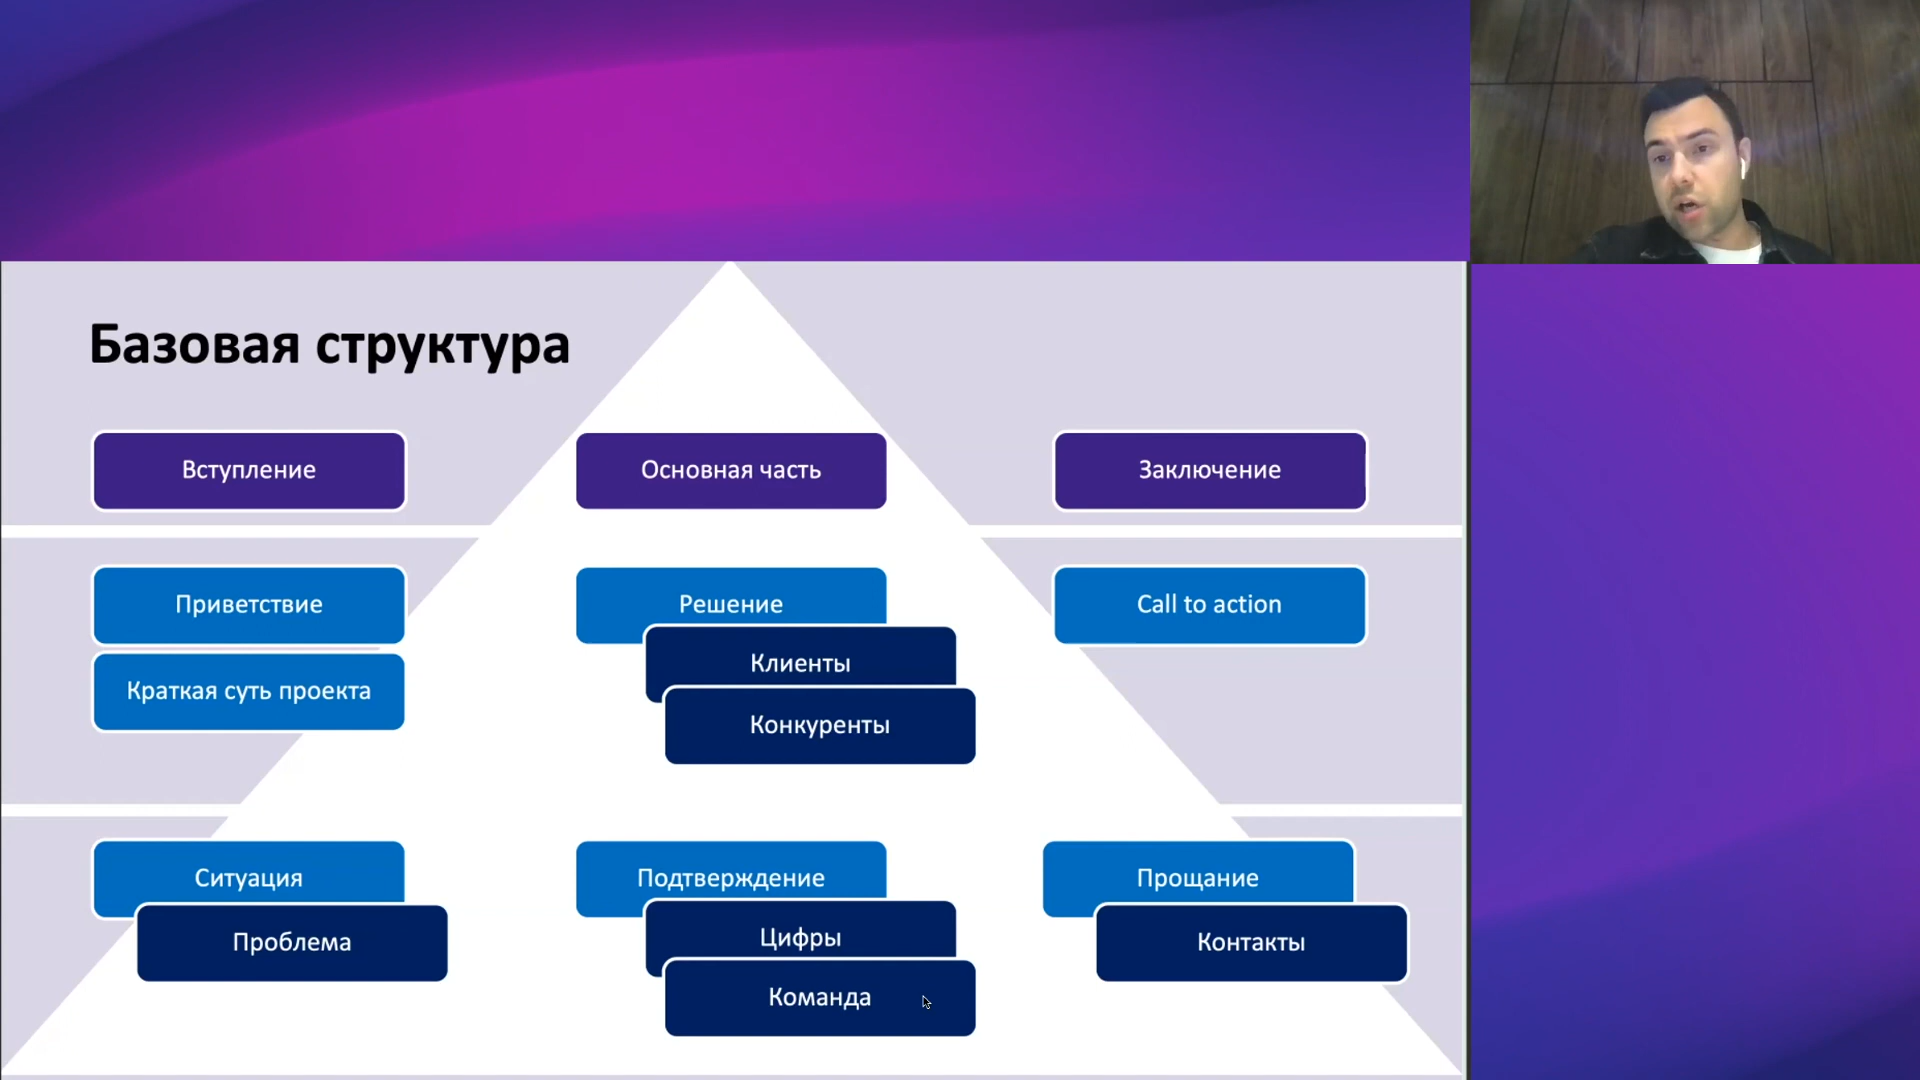 Базовая структура
Вступление
Основная часть
Заключение
Приветствие
Решение
Call to action
Клиенты
Краткая суть проекта
Конкуренты
Ситуация
Подтверждение
Прощание
Проблема
Цифры
Контакты
Команда